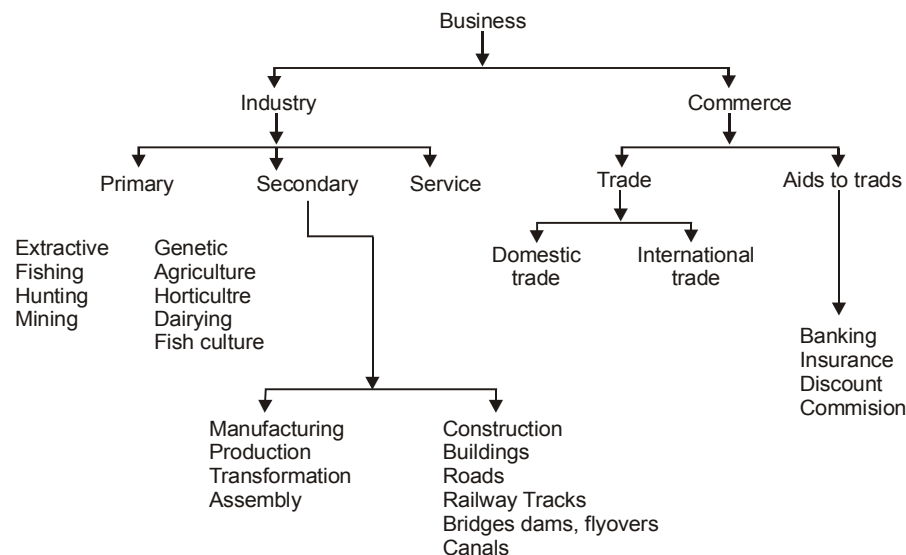 Business
Industry
Commerce
Primary
Secondary
Service
Trade
Aids to trads
Extractive
Fishing
Hunting
Mining
Genetic
Agriculture
Horticultre
Dairying
Fish culture
Domestic
trade
International
trade
Banking
Insurance
Discount
Commision
Manufacturing
Production
Transformation
Assembly
Construction
Buildings
Roads
Railway Tracks
Bridges dams, flyovers
Canals